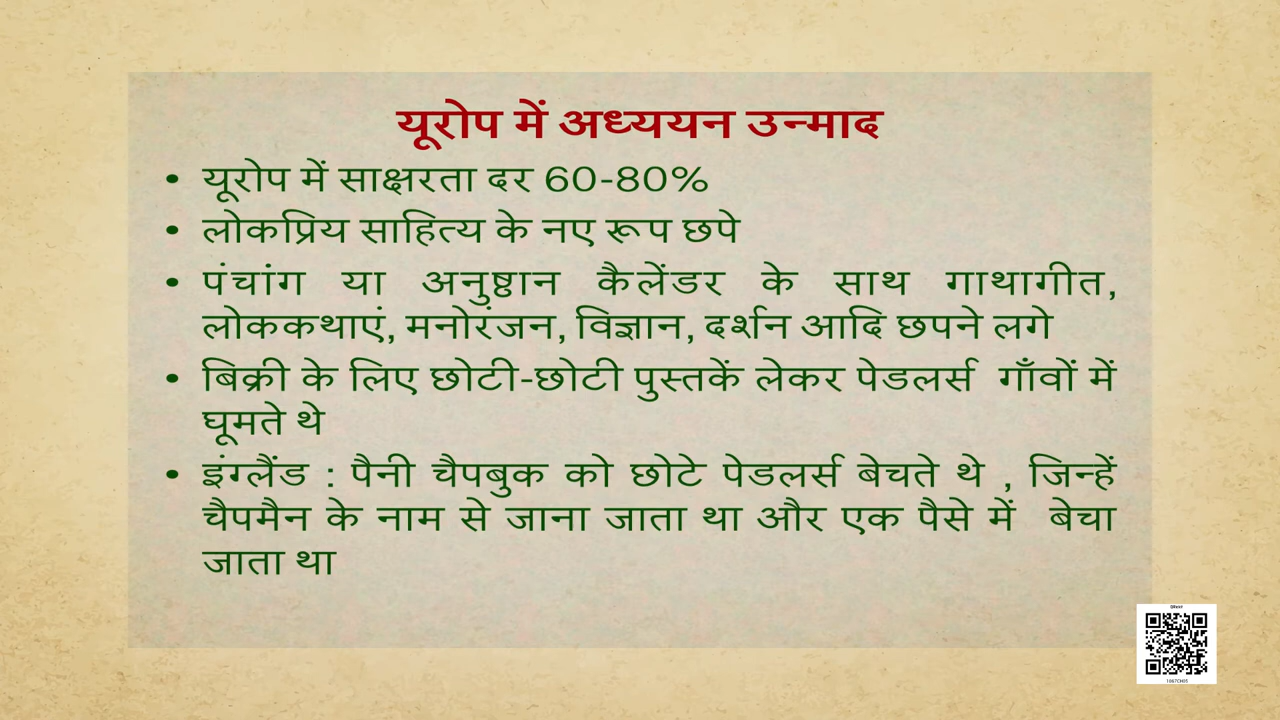 यूरोप में अध्ययन उन्माद
• यूरोप में साक्षरता दर 60-80%
• लोकप्रिय साहित्य के नए रूप छपे
• पंचांग या अनुष्ठान कैलेंडर के साथ गाथागीत,
लोककथाएं, मनोरंजन, विज्ञान, दर्शन आदि छपने लगे
• बिक्री के लिए छोटी-छोटी पुस्तकें लेकर पेडलर्स गाँवों में
घूमते थे
• इंग्लैंड : पैनी चैपबुक को छोटे पेडलर्स बेचते थे , जिन्हें
चैपमैन के नाम से जाना जाता था और एक पैसे में बेचा
जाता था